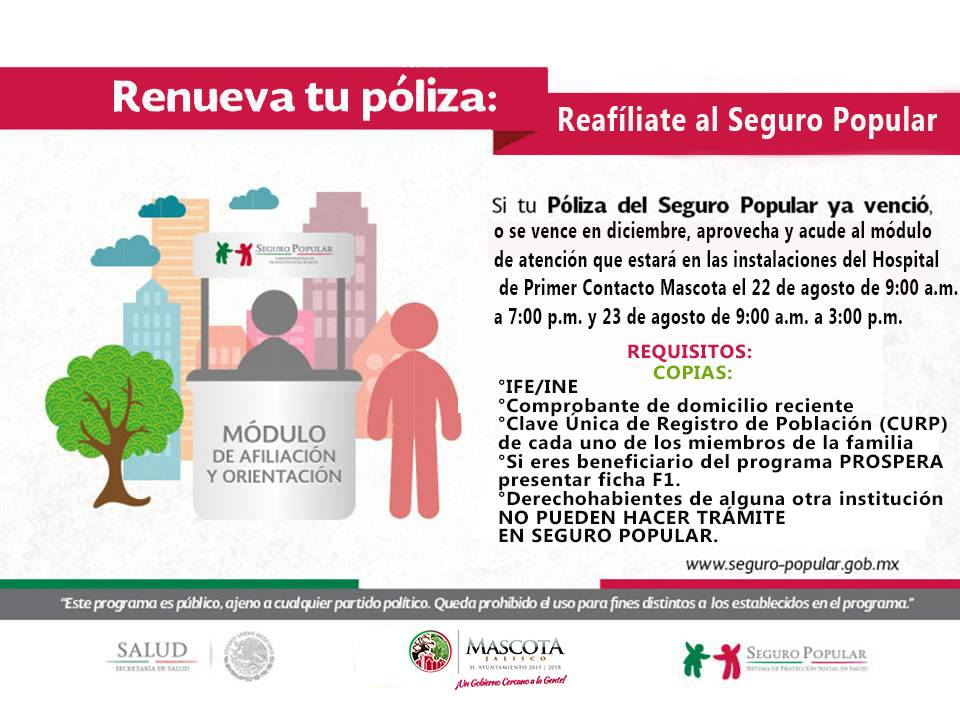 Renueva tu póliza:
Reafíliate al Seguro Popular
Si tu Póliza del Seguro Popular ya venció,
o se vence en diciembre, aprovecha y acude al módulo
de atención que estará en las instalaciones del Hospital
de Primer Contacto Mascota el 22 de agosto de 9:00 a.m.
a 7:00 p.m. y 23 de agosto de 9:00 a.m. a 3:00 p.m.
REQUISITOS:
COPIAS:
°IFE/INE
°Comprobante de domicilio reciente
°Clave Única de Registro de Población (CURP)
de cada uno de los miembros de la familia
°Si eres beneficiario del programa PROSPERA
presentar ficha F1.
°Derechohabientes de alguna otra institución
NO PUEDEN HACER TRÁMITE
EN SEGURO POPULAR.
www.seguro-popular.gob.mx
SEGURO POPULAR
MÓDULO
DE AFILIACIÓN
Y ORIENTACIÓN
"Este programa es público, ajeno a cualquier partido político. Queda prohibido el uso para fines distintos a los establecidos en el programa."
SALUD
SECRETARÍA DE SALUD
MASCOTA
JALISCO
H. AYUNTAMIENTO 2015 | 2018
¡Un Gobierno Cercano a la Gente!
SEGURO POPULAR
SISTEMA DE PROTECCIÓN SOCIAL EN SALUD